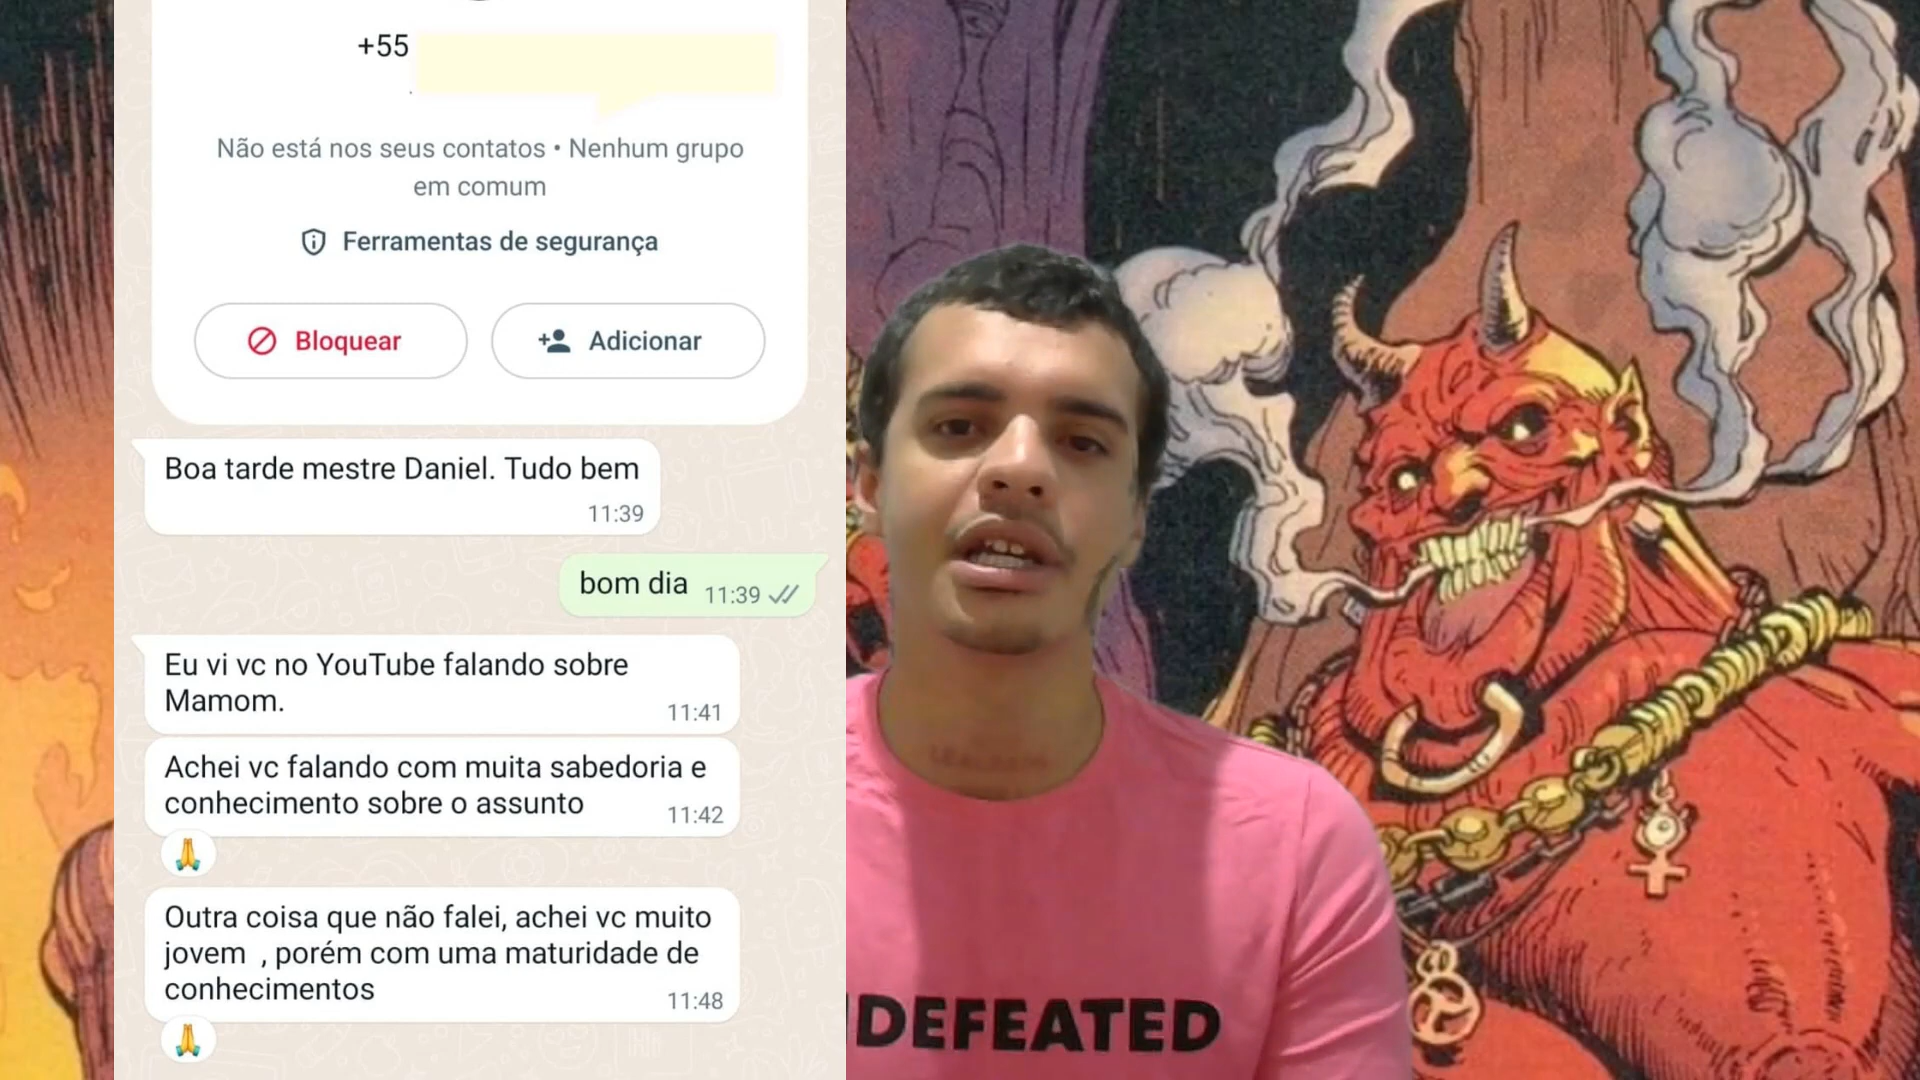 +55
Não está nos seus contatos • Nenhum grupo
em comum
Ferramentas de segurança
Bloquear
Adicionar
Boa tarde mestre Daniel. Tudo bem
11:39
bom dia 11:39
Eu vi vc no YouTube falando sobre
Mamom.
11:41
Achei vc falando com muita sabedoria e
conhecimento sobre o assunto
11:42
Outra coisa que não falei, achei vc muito
jovem , porém com uma maturidade de
conhecimentos
11:48
DEFEATED